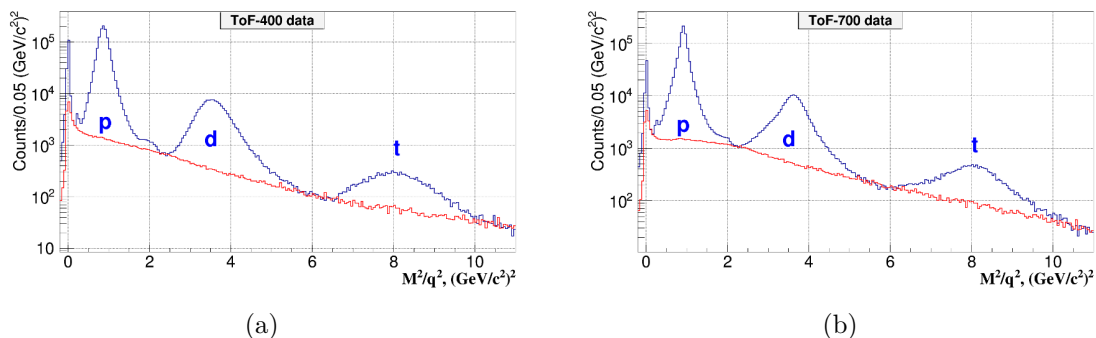 ToF-400 data
Counts/0.05 (GeV/c²)²
10⁵
10⁴
10³
10²
10
p
d
t
0 2 4 6 8 10
M²/q², (GeV/c²)²
(a)
ToF-700 data
Counts/0.05 (GeV/c²)²
10⁵
10⁴
10³
10²
p
d
t
0 2 4 6 8 10
M²/q², (GeV/c²)²
(b)